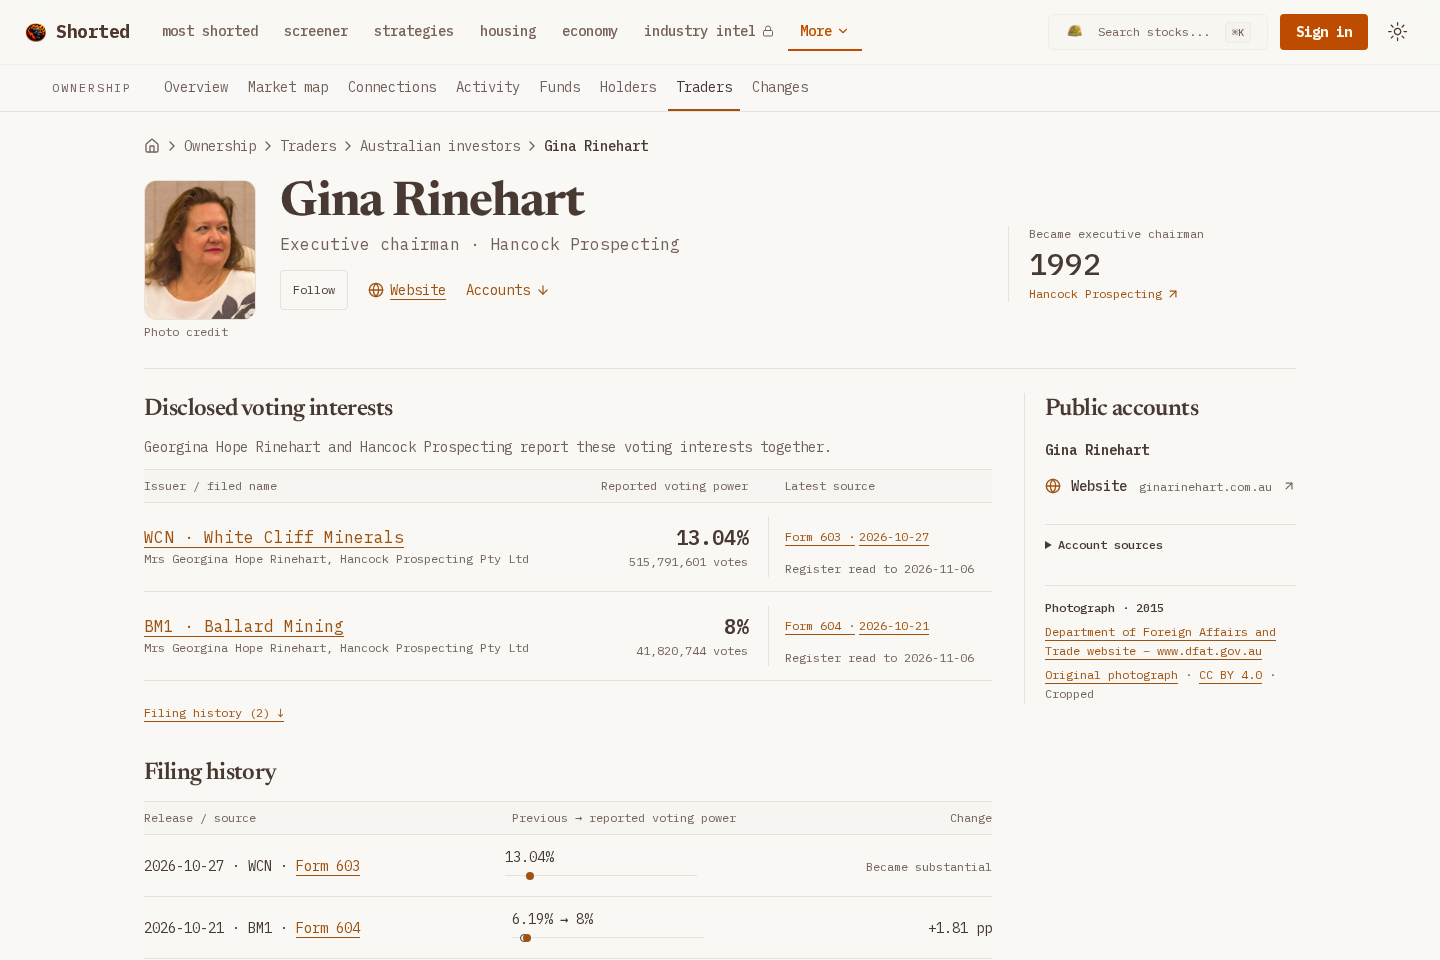 Shorted
most shorted
screener
strategies
housing
economy
industry intel
More
Search stocks...
⌘K
Sign in
OWNERSHIP
Overview
Market map
Connections
Activity
Funds
Holders
Traders
Changes
Ownership > Traders > Australian investors > Gina Rinehart
Gina Rinehart
Executive chairman · Hancock Prospecting
Follow
Website
Accounts ↓
Photo credit
Became executive chairman
1992
Hancock Prospecting ↗
Disclosed voting interests
Georgina Hope Rinehart and Hancock Prospecting report these voting interests together.
Issuer / filed name
Reported voting power
Latest source
WCN · White Cliff Minerals
Mrs Georgina Hope Rinehart, Hancock Prospecting Pty Ltd
13.04%
515,791,601 votes
Form 603 · 2026-10-27
Register read to 2026-11-06
BM1 · Ballard Mining
Mrs Georgina Hope Rinehart, Hancock Prospecting Pty Ltd
8%
41,820,744 votes
Form 604 · 2026-10-21
Register read to 2026-11-06
Filing history (2) ↓
Filing history
Release / source
Previous → reported voting power
Change
2026-10-27 · WCN · Form 603
13.04%
Became substantial
2026-10-21 · BM1 · Form 604
6.19% → 8%
+1.81 pp
Public accounts
Gina Rinehart
Website ginarinehart.com.au ↗
▶ Account sources
Photograph · 2015
Department of Foreign Affairs and
Trade website – www.dfat.gov.au
Original photograph · CC BY 4.0 ·
Cropped